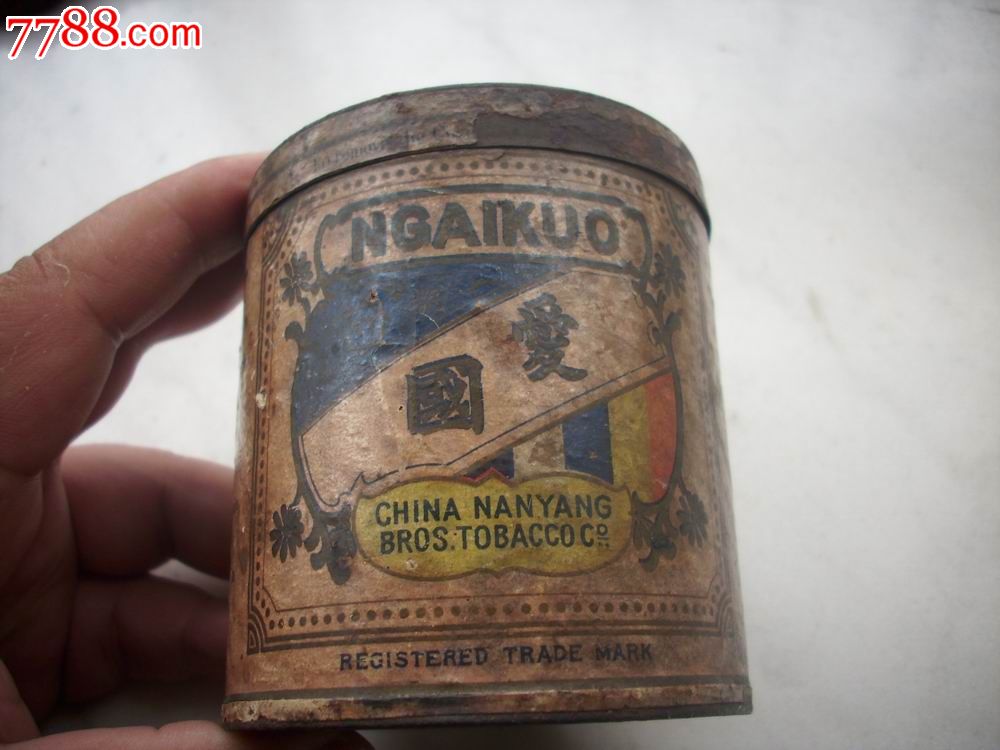 7788.com
NGAIKUO
愛國
CHINA NANYANG
BROS. TOBACCO Co.
REGISTERED TRADE MARK